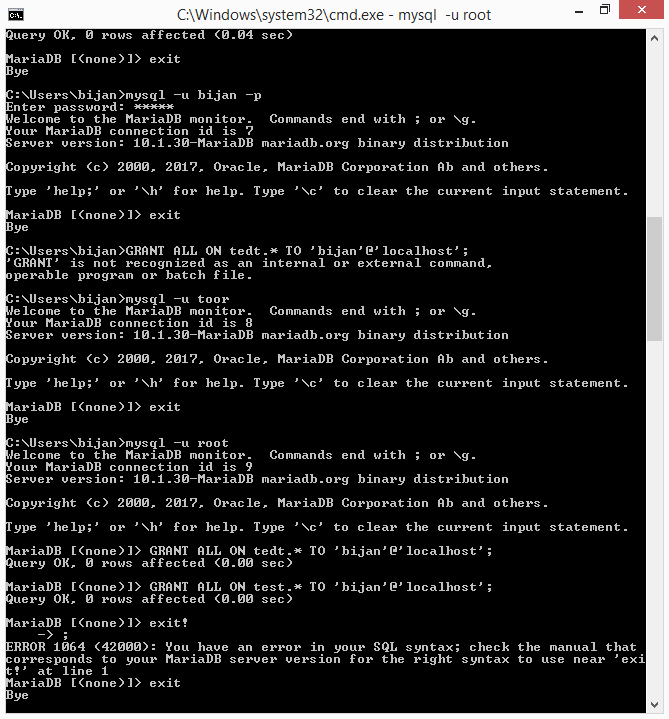 C:\Windows\system32\cmd.exe - mysql -u root
Query OK, 0 rows affected (0.04 sec)
MariaDB [(none)]> exit
Bye
C:\Users\bijan>mysql -u bijan -p
Enter password: *****
Welcome to the MariaDB monitor.  Commands end with ; or \g.
Your MariaDB connection id is 7
Server version: 10.1.30-MariaDB mariadb.org binary distribution
Copyright (c) 2000, 2017, Oracle, MariaDB Corporation Ab and others.
Type 'help;' or '\h' for help. Type '\c' to clear the current input statement.
MariaDB [(none)]> exit
Bye
C:\Users\bijan>GRANT ALL ON tedt.* TO 'bijan'@'localhost';
'GRANT' is not recognized as an internal or external command,
operable program or batch file.
C:\Users\bijan>mysql -u toor
Welcome to the MariaDB monitor.  Commands end with ; or \g.
Your MariaDB connection id is 8
Server version: 10.1.30-MariaDB mariadb.org binary distribution
Copyright (c) 2000, 2017, Oracle, MariaDB Corporation Ab and others.
Type 'help;' or '\h' for help. Type '\c' to clear the current input statement.
MariaDB [(none)]> exit
Bye
C:\Users\bijan>mysql -u root
Welcome to the MariaDB monitor.  Commands end with ; or \g.
Your MariaDB connection id is 9
Server version: 10.1.30-MariaDB mariadb.org binary distribution
Copyright (c) 2000, 2017, Oracle, MariaDB Corporation Ab and others.
Type 'help;' or '\h' for help. Type '\c' to clear the current input statement.
MariaDB [(none)]> GRANT ALL ON tedt.* TO 'bijan'@'localhost';
Query OK, 0 rows affected (0.00 sec)
MariaDB [(none)]> GRANT ALL ON test.* TO 'bijan'@'localhost';
Query OK, 0 rows affected (0.00 sec)
MariaDB [(none)]> exit!
    -> ;
ERROR 1064 (42000): You have an error in your SQL syntax; check the manual that
corresponds to your MariaDB server version for the right syntax to use near 'exi
t!' at line 1
MariaDB [(none)]> exit
Bye